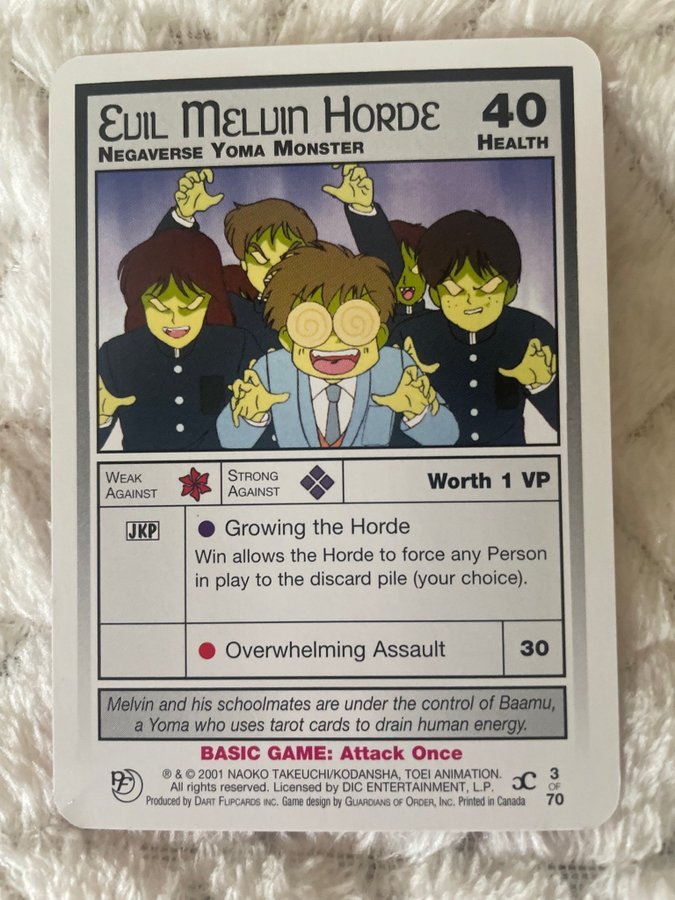 Evil Melvin Horde
40
Negaverse Yoma Monster
Health
Weak Against
Strong Against
Worth 1 VP
JKP
Growing the Horde
Win allows the Horde to force any Person
in play to the discard pile (your choice).
Overwhelming Assault
30
Melvin and his schoolmates are under the control of Baamu,
a Yoma who uses tarot cards to drain human energy.
BASIC GAME: Attack Once
® & © 2001 NAOKO TAKEUCHI/KODANSHA, TOEI ANIMATION.
All rights reserved. Licensed by DIC ENTERTAINMENT, L.P.
Produced by DART FLIPCARDS INC. Game design by GUARDIANS OF ORDER, INC. Printed in Canada
3
OF
70